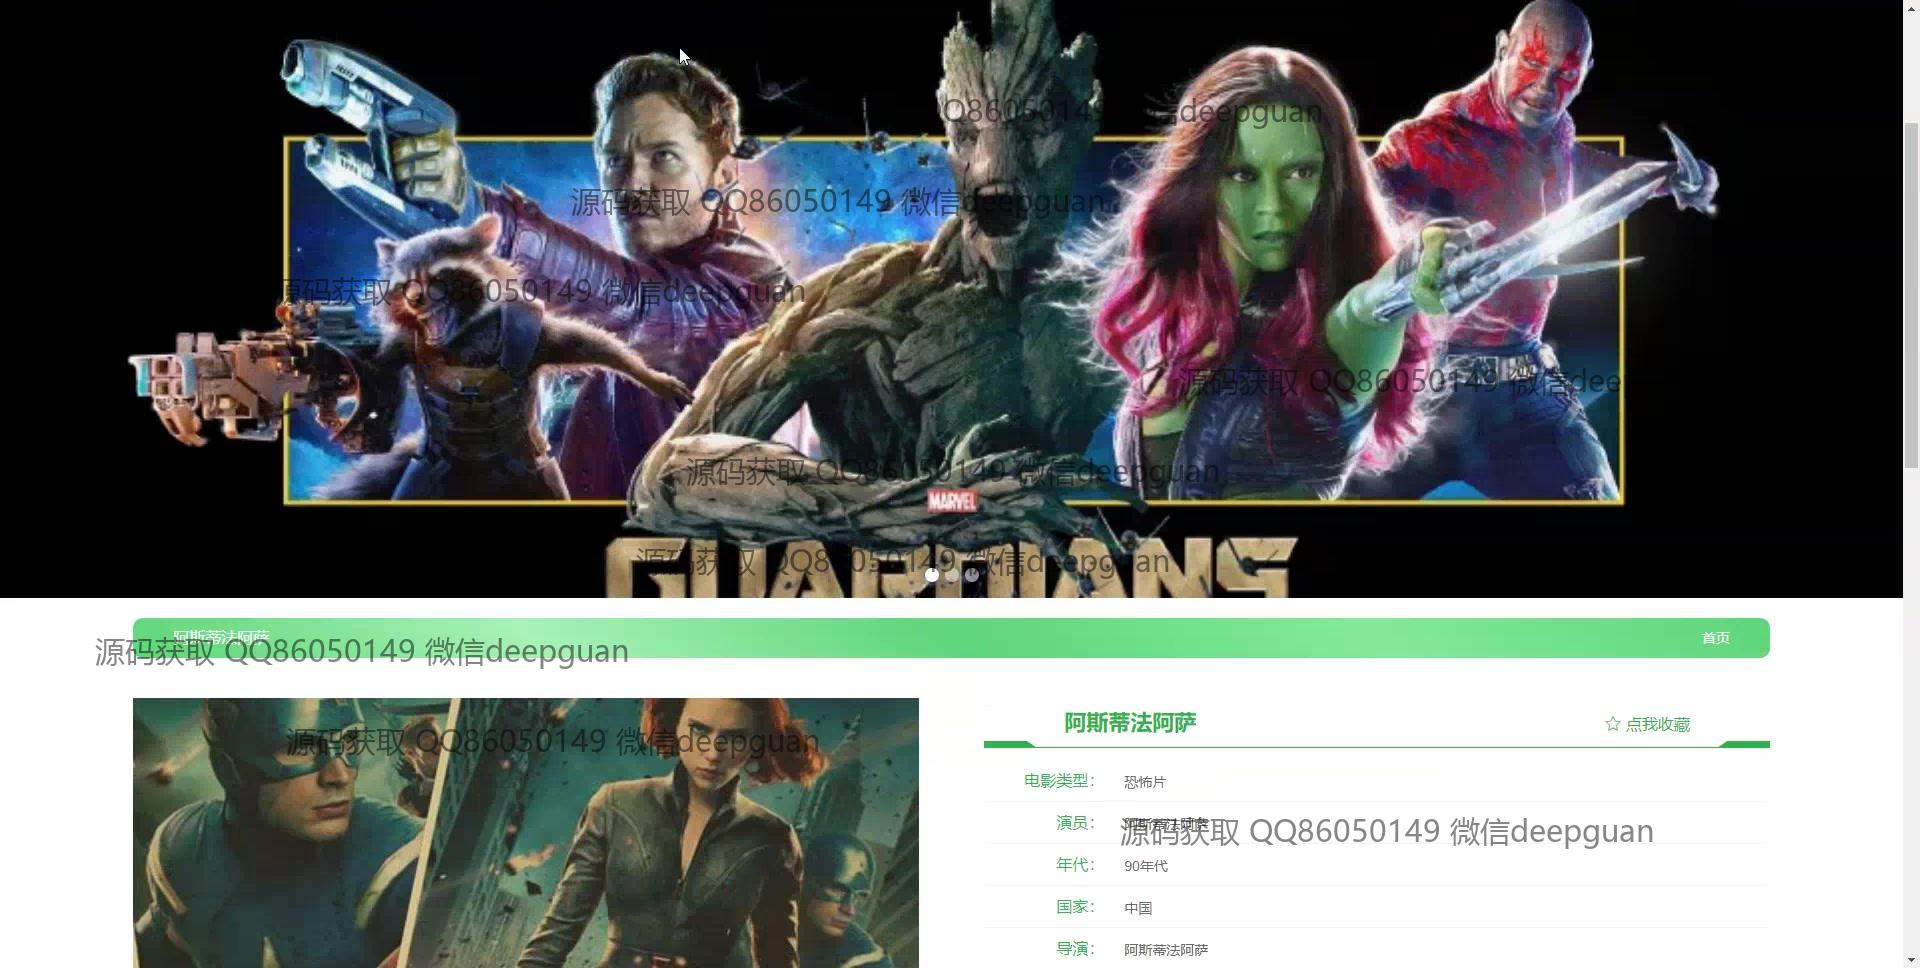 QQ86050149 微信deepguan
源码获取 QQ86050149 微信deepguan
源码获取 QQ86050149 微信deepguan
源码获取 QQ86050149 微信dee
源码获取 QQ86050149 微信deepguan
MARVEL
GUARDIANS
源码获取 QQ86050149 微信deepguan
阿斯蒂法阿萨
首页
源码获取 QQ86050149 微信deepguan
阿斯蒂法阿萨
☆ 点我收藏
源码获取 QQ86050149 微信deepguan
电影类型： 恐怖片
演员： 阿斯蒂法阿萨
源码获取 QQ86050149 微信deepguan
年代： 90年代
国家： 中国
导演： 阿斯蒂法阿萨